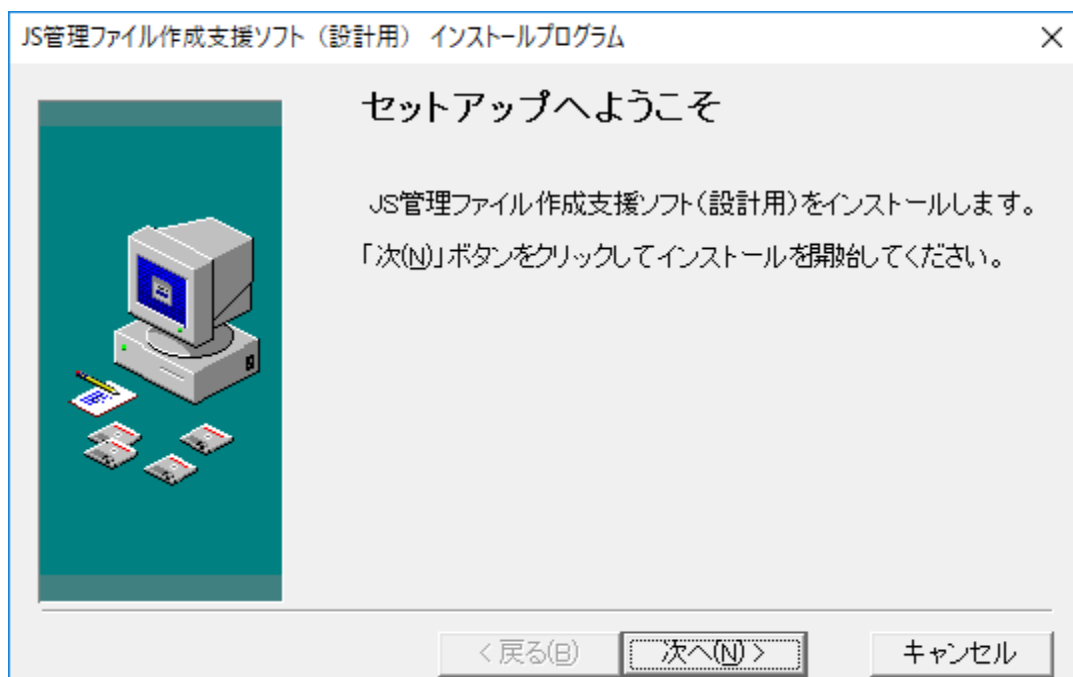 JS管理ファイル作成支援ソフト（設計用） インストールプログラム
セットアップへようこそ
JS管理ファイル作成支援ソフト(設計用)をインストールします。
「次(N)」ボタンをクリックしてインストールを開始してください。
< 戻る(B)
次へ(N) >
キャンセル